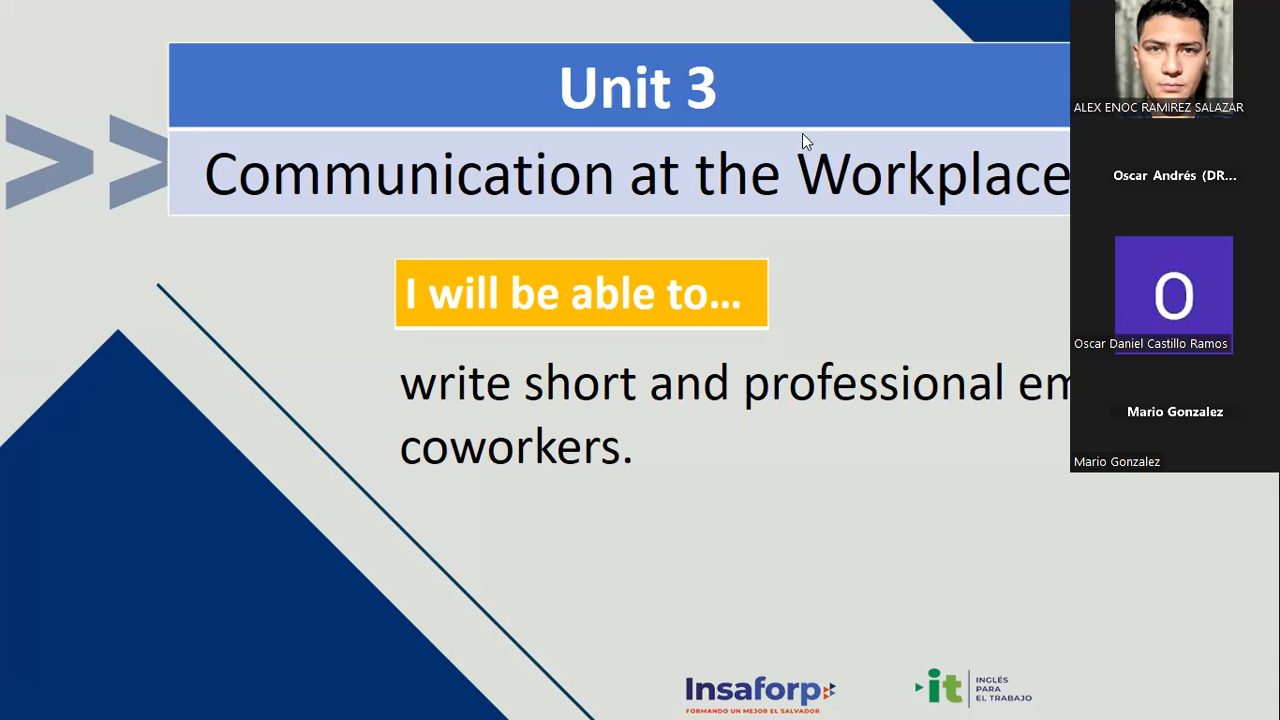 Unit 3
Communication at the Workplace
I will be able to...
write short and professional em
coworkers.
Insaforp
FORMANDO UN MEJOR EL SALVADOR
it
INGLÉS
PARA
EL TRABAJO
ALEX ENOC RAMIREZ SALAZAR
Oscar Andrés (DR...
O
Oscar Daniel Castillo Ramos
Mario Gonzalez
Mario Gonzalez